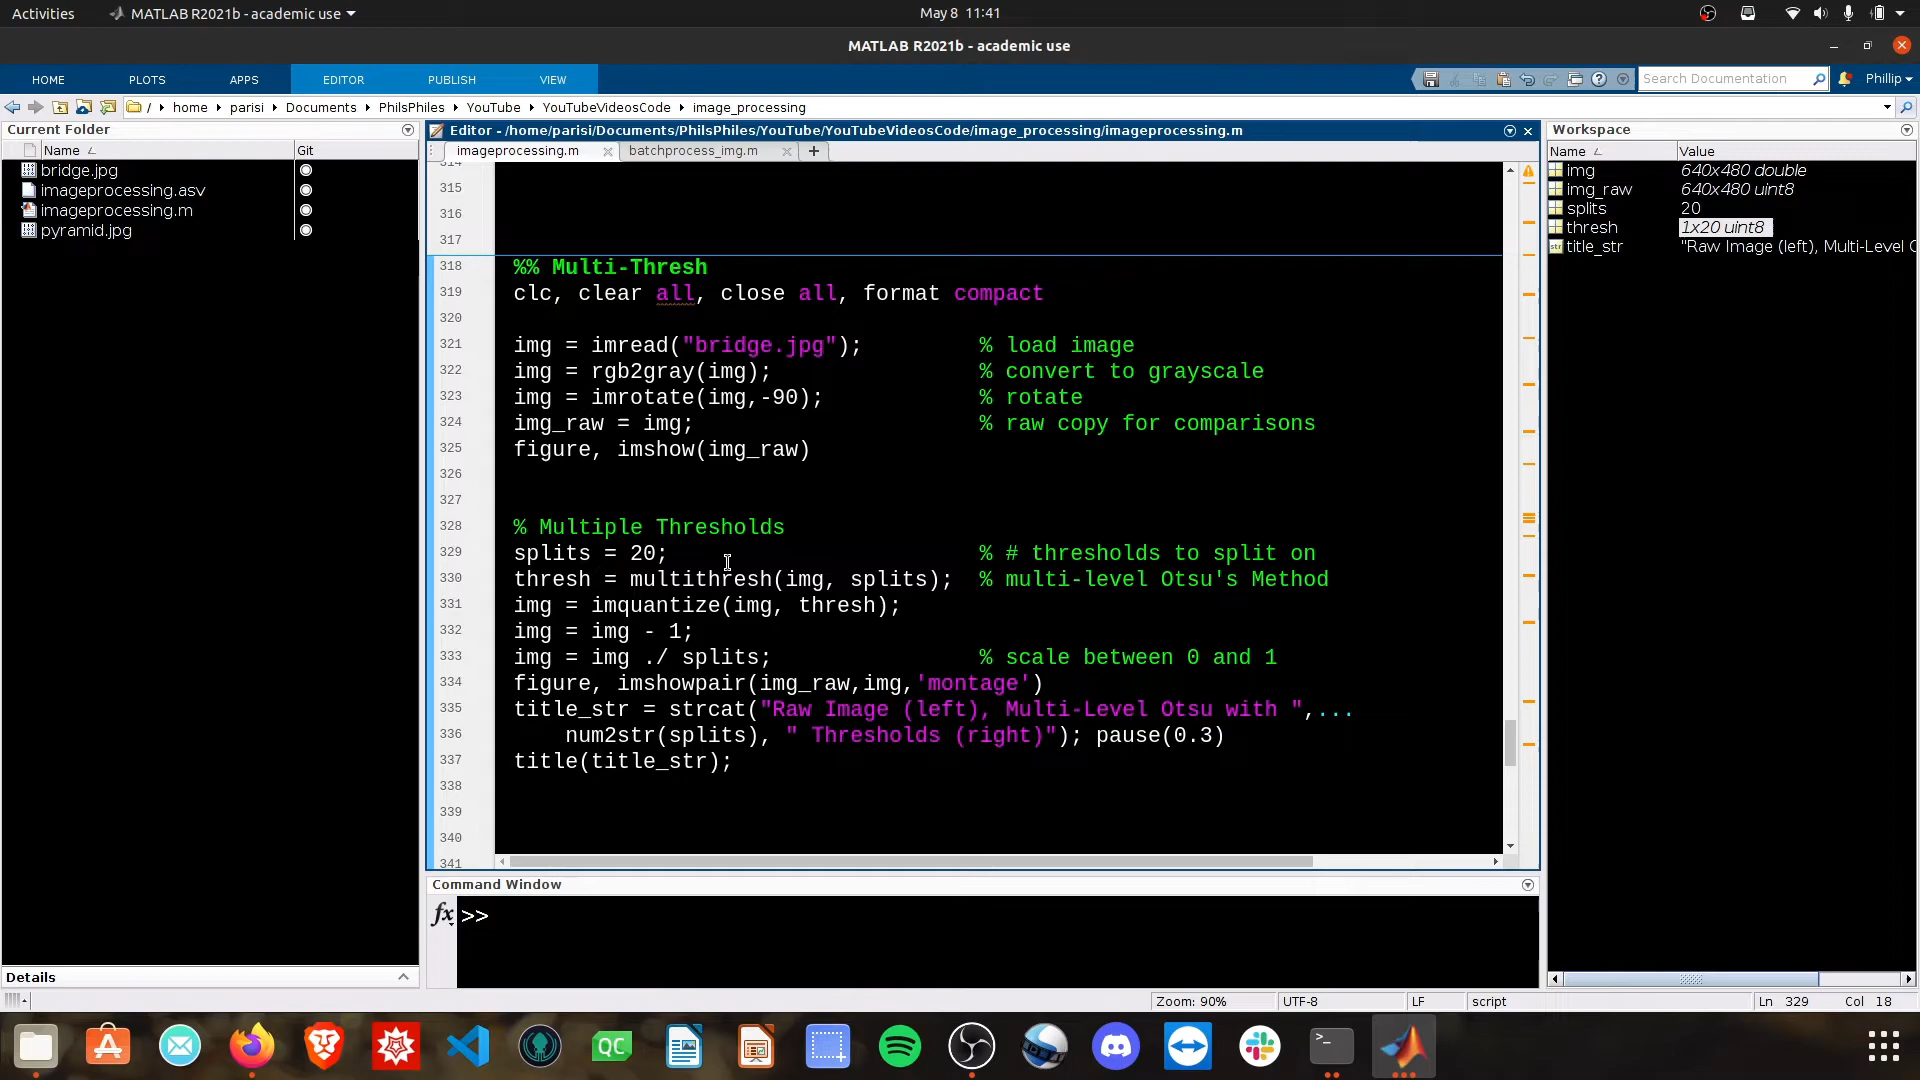 Activities
MATLAB R2021b - academic use
May 8 11:41
MATLAB R2021b - academic use
HOME
PLOTS
APPS
EDITOR
PUBLISH
VIEW
Search Documentation
Phillip
/ home parisi Documents PhilsPhiles YouTube YouTubeVideosCode image_processing
Current Folder
Name
Git
bridge.jpg
imageprocessing.asv
imageprocessing.m
pyramid.jpg
Details
Editor - /home/parisi/Documents/PhilsPhiles/YouTube/YouTubeVideosCode/image_processing/imageprocessing.m
imageprocessing.m
batchprocess_img.m
+
314
315
316
317
318 %% Multi-Thresh
319 clc, clear all, close all, format compact
320
321 img = imread("bridge.jpg"); % load image
322 img = rgb2gray(img); % convert to grayscale
323 img = imrotate(img,-90); % rotate
324 img_raw = img; % raw copy for comparisons
325 figure, imshow(img_raw)
326
327
328 % Multiple Thresholds
329 splits = 20; % # thresholds to split on
330 thresh = multithresh(img, splits); % multi-level Otsu's Method
331 img = imquantize(img, thresh);
332 img = img - 1;
333 img = img ./ splits; % scale between 0 and 1
334 figure, imshowpair(img_raw,img,'montage')
335 title_str = strcat("Raw Image (left), Multi-Level Otsu with ",...
336 num2str(splits), " Thresholds (right)"); pause(0.3)
337 title(title_str);
338
339
340
341
Command Window
fx >>
Workspace
Name Value
img 640x480 double
img_raw 640x480 uint8
splits 20
thresh 1x20 uint8
title_str "Raw Image (left), Multi-Level O
Zoom: 90%
UTF-8
LF
script
Ln 329 Col 18
QC
>_